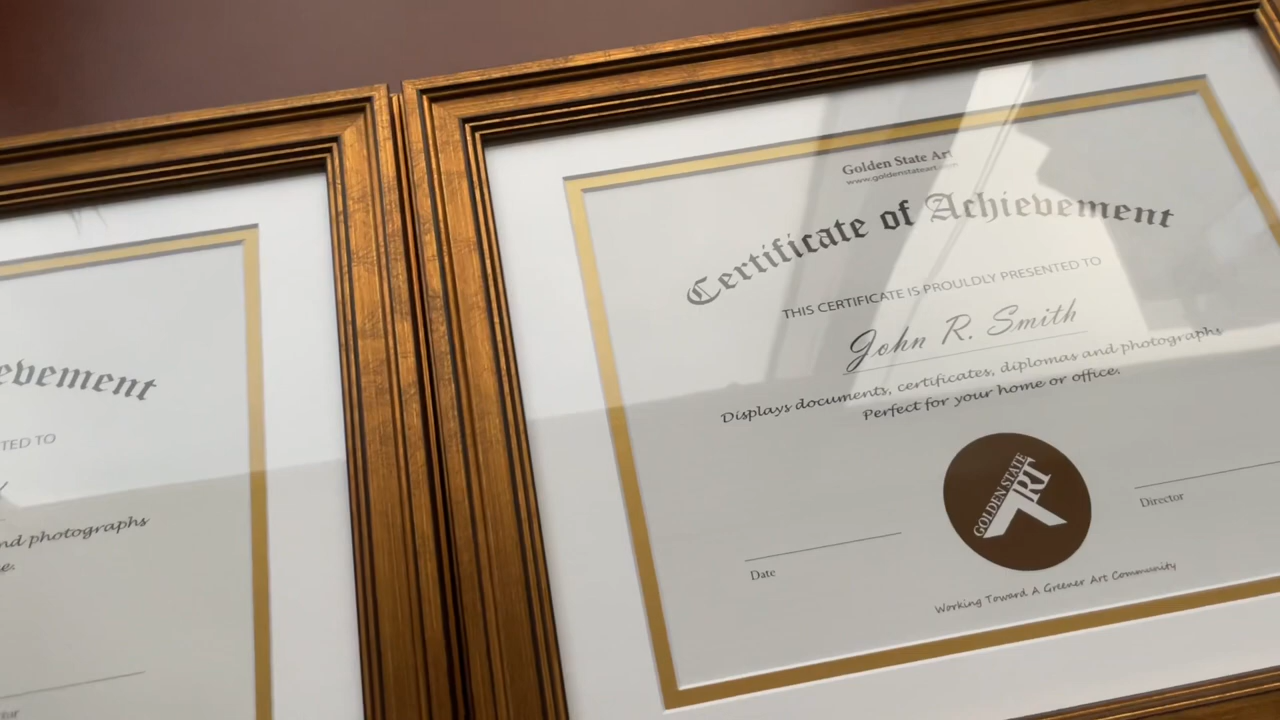 evement
TED TO
nd photographs
e.
Golden State Art
www.goldenstateart.com
Certificate of Achievement
THIS CERTIFICATE IS PROULDLY PRESENTED TO
John R. Smith
Displays documents, certificates, diplomas and photographs
Perfect for your home or office.
GOLDEN STATE
ART
Date
Director
Working Toward A Greener Art Community